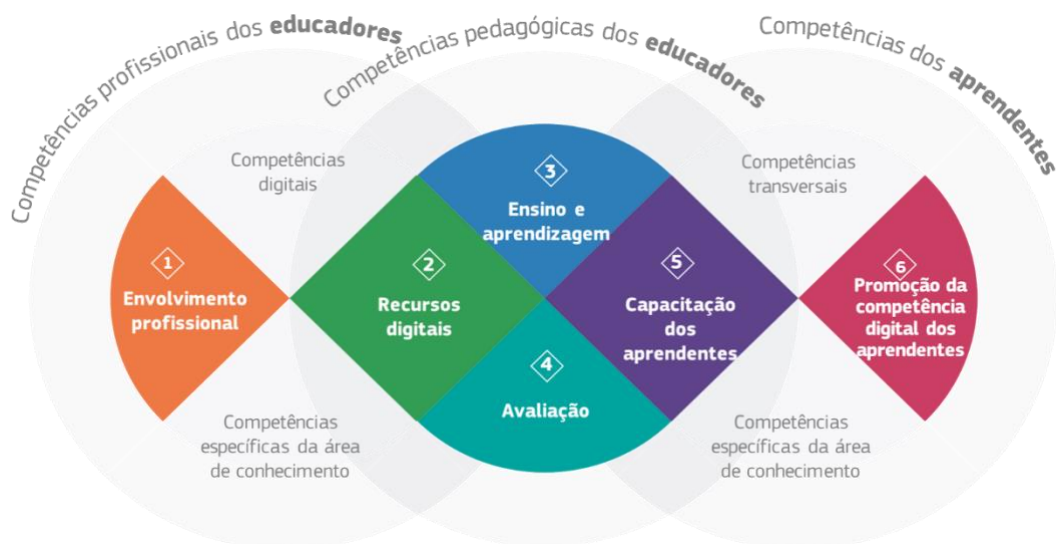 Competências profissionais dos educadores
Competências pedagógicas dos educadores
Competências dos aprendentes
Competências
digitais
Competências
transversais
1
Envolvimento
profissional
2
Recursos
digitais
3
Ensino e
aprendizagem
4
Avaliação
5
Capacitação
dos
aprendentes
6
Promoção da
competência
digital dos
aprendentes
Competências
específicas da área
de conhecimento
Competências
específicas da área
de conhecimento